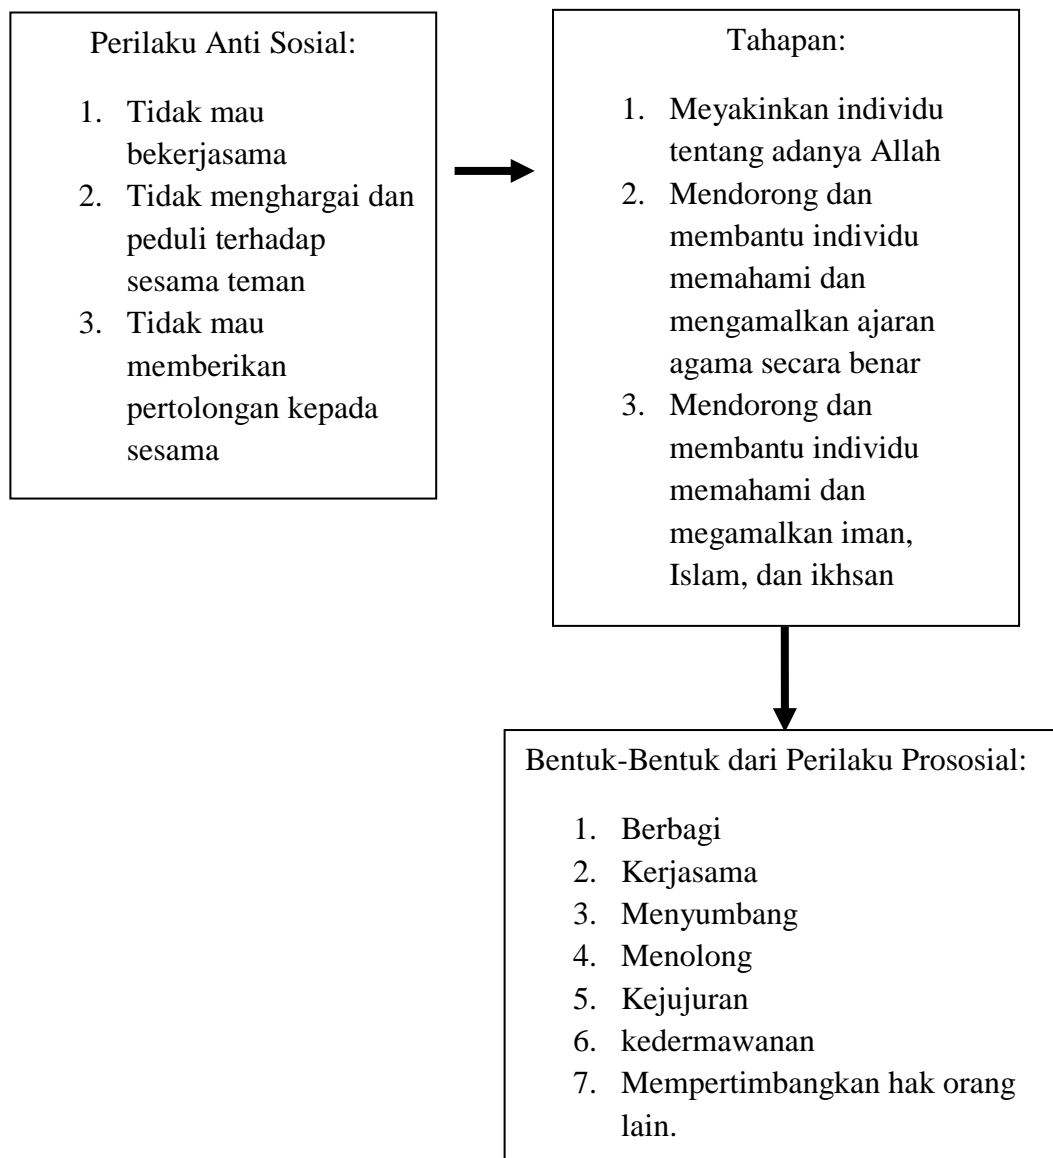 Perilaku Anti Sosial:
1. Tidak mau
bekerjasama
2. Tidak menghargai dan
peduli terhadap
sesama teman
3. Tidak mau
memberikan
pertolongan kepada
sesama
Tahapan:
1. Meyakinkan individu
tentang adanya Allah
2. Mendorong dan
membantu individu
memahami dan
mengamalkan ajaran
agama secara benar
3. Mendorong dan
membantu individu
memahami dan
megamalkan iman,
Islam, dan ikhsan
Bentuk-Bentuk dari Perilaku Prososial:
1. Berbagi
2. Kerjasama
3. Menyumbang
4. Menolong
5. Kejujuran
6. kedermawanan
7. Mempertimbangkan hak orang
lain.